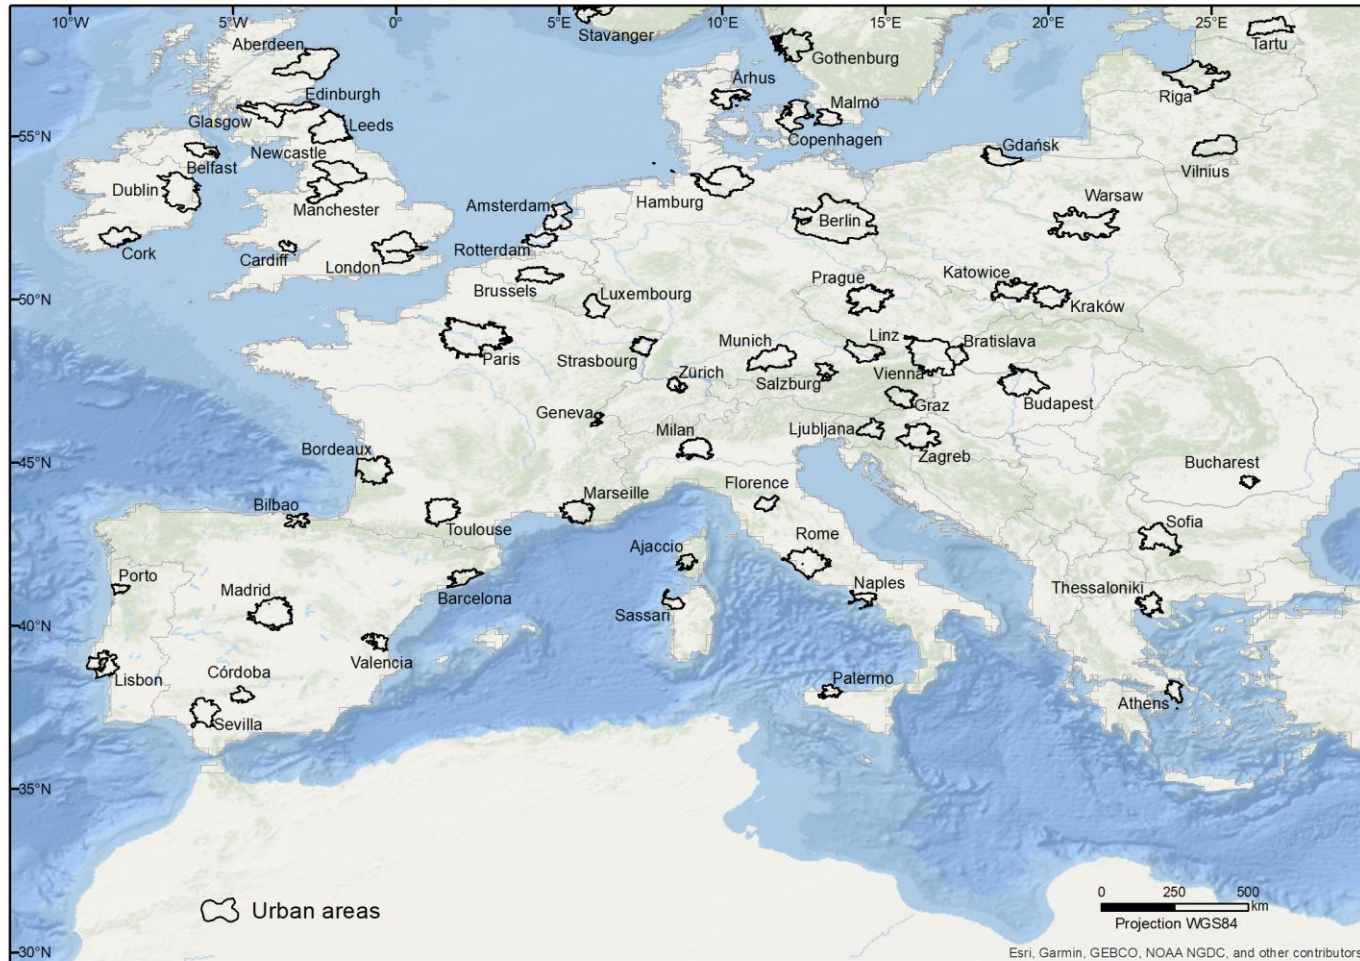 10°W
5°W
0°
5°E
10°E
15°E
20°E
25°E
Stavanger
Tartu
Aberdeen
Gothenburg
Århus
Edinburgh
Malmö
Riga
Glasgow
Leeds
55°N
Copenhagen
Gdańsk
Newcastle
Belfast
Vilnius
Dublin
Hamburg
Amsterdam
Warsaw
Manchester
Berlin
Cork
Cardiff
London
Rotterdam
Prague
Katowice
50°N
Brussels
Luxembourg
Kraków
Paris
Strasbourg
Munich
Linz
Bratislava
Zürich
Salzburg
Vienna
Geneva
Graz
Budapest
Milan
Ljubljana
Zagreb
Bordeaux
45°N
Bucharest
Florence
Bilbao
Marseille
Toulouse
Sofia
Rome
Ajaccio
Porto
Madrid
Barcelona
Naples
Thessaloniki
Sassari
40°N
Valencia
Lisbon
Córdoba
Palermo
Athens
Sevilla
35°N
Urban areas
0 250 500
km
Projection WGS84
30°N
Esri, Garmin, GEBCO, NOAA NGDC, and other contributors